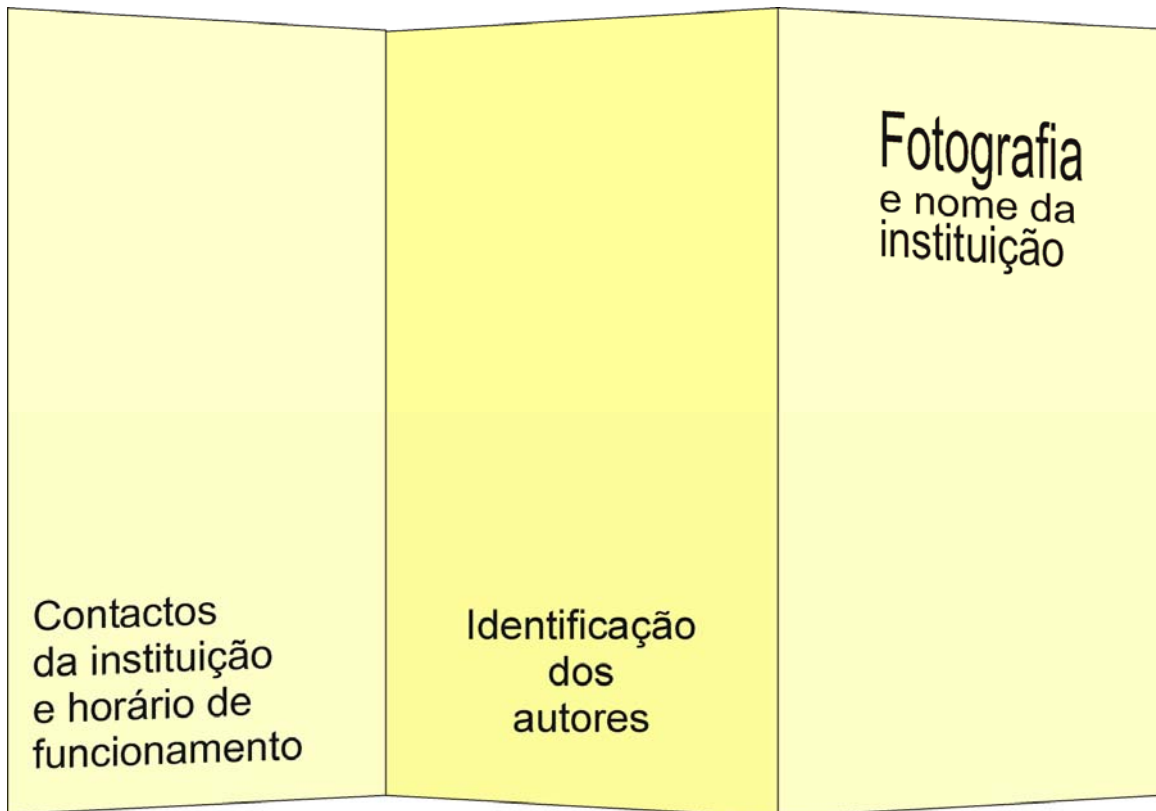 Contactos
da instituição
e horário de
funcionamento
Identificação
dos
autores
Fotografia
e nome da
instituição